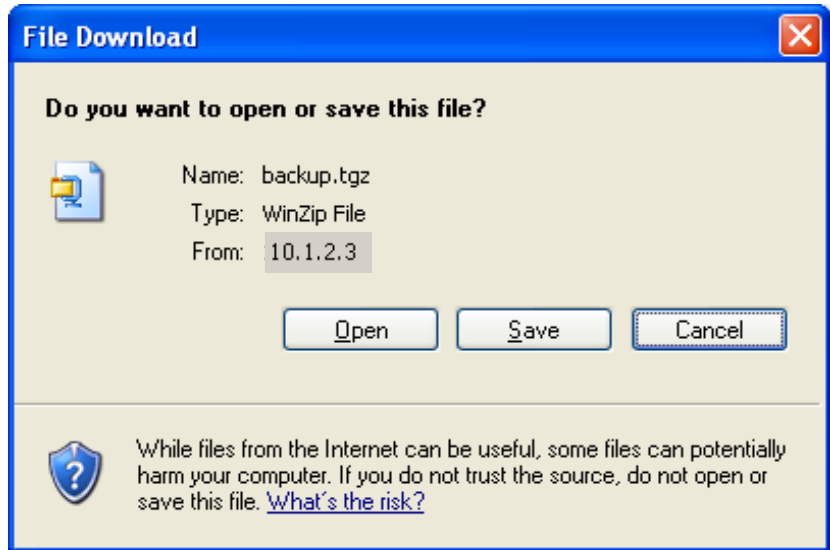 File Download
Do you want to open or save this file?
Name: backup.tgz
Type: WinZip File
From: 10.1.2.3
Open Save Cancel
While files from the Internet can be useful, some files can potentially
harm your computer. If you do not trust the source, do not open or
save this file. What's the risk?